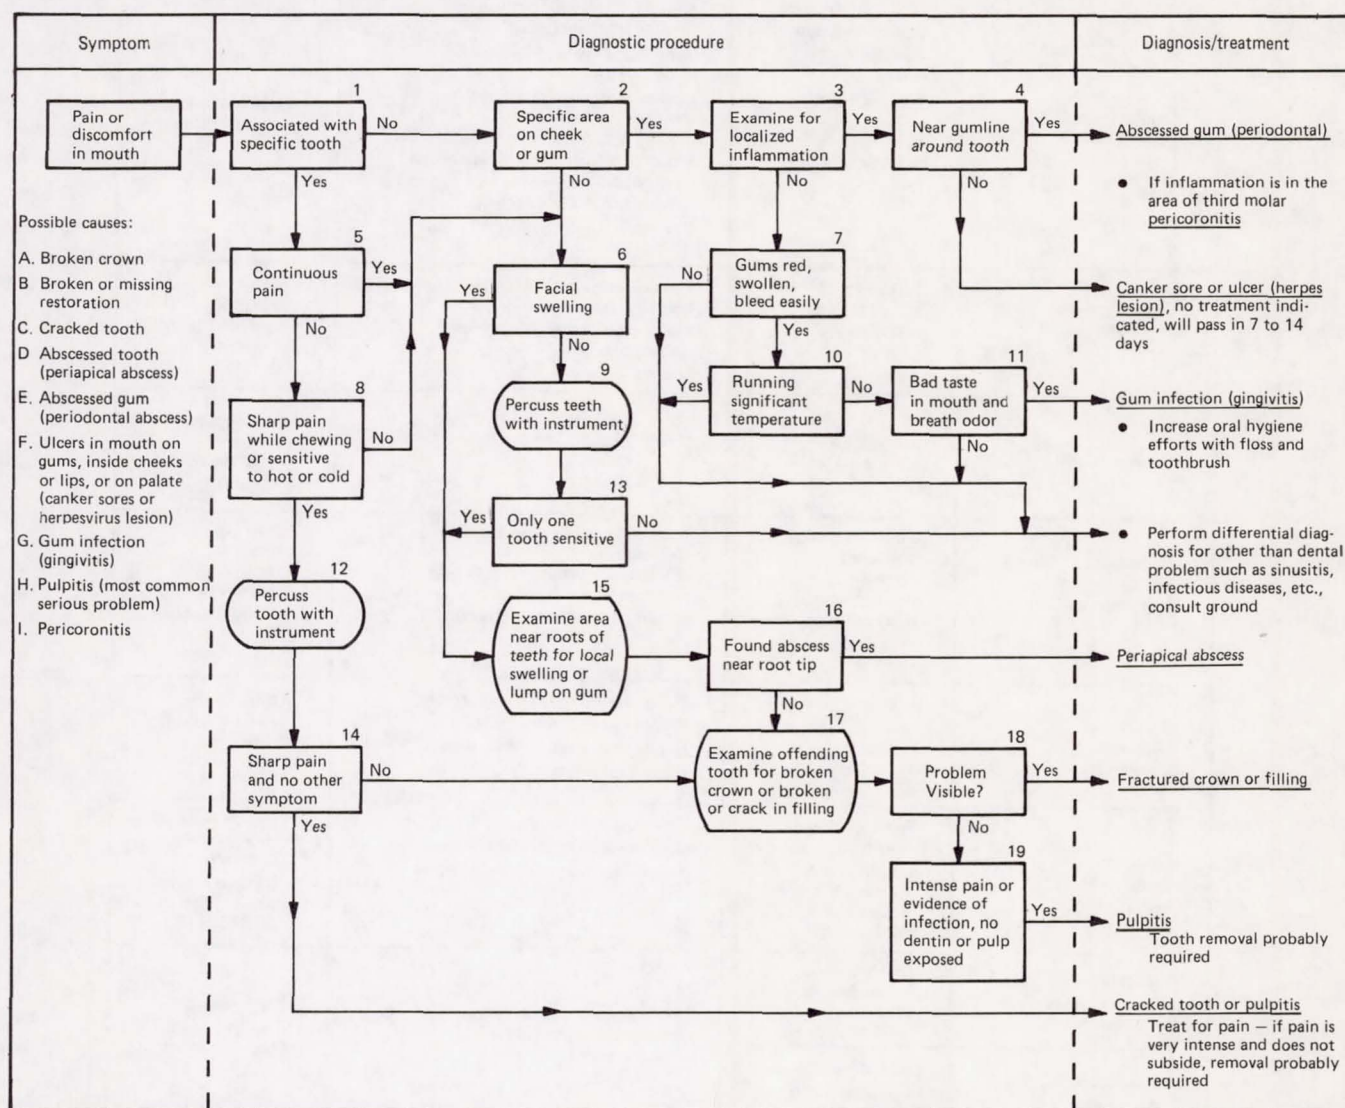 Symptom
Diagnostic procedure
Diagnosis/treatment
Pain or
discomfort
in mouth
1
Associated with
specific tooth
No
Yes
2
Specific area
on cheek
or gum
Yes
No
3
Examine for
localized
inflammation
Yes
No
4
Near gumline
around tooth
Yes
No
Abscessed gum (periodontal)
• If inflammation is in the
area of third molar
pericoronitis
Possible causes:
A. Broken crown
B. Broken or missing
restoration
C. Cracked tooth
D Abscessed tooth
(periapical abscess)
E. Abscessed gum
(periodontal abscess)
F. Ulcers in mouth on
gums, inside cheeks
or lips, or on palate
(canker sores or
herpesvirus lesion)
G. Gum infection
(gingivitis)
H. Pulpitis (most common
serious problem)
I. Pericoronitis
5
Continuous
pain
Yes
No
6
Facial
swelling
Yes
No
7
Gums red,
swollen,
bleed easily
No
Yes
Canker sore or ulcer (herpes
lesion), no treatment indi-
cated, will pass in 7 to 14
days
8
Sharp pain
while chewing
or sensitive
to hot or cold
No
Yes
9
Percuss teeth
with instrument
10
Running
significant
temperature
Yes
No
11
Bad taste
in mouth and
breath odor
Yes
No
Gum infection (gingivitis)
• Increase oral hygiene
efforts with floss and
toothbrush
12
Percuss
tooth with
instrument
13
Only one
tooth sensitive
Yes
No
• Perform differential diag-
nosis for other than dental
problem such as sinusitis,
infectious diseases, etc.,
consult ground
14
Sharp pain
and no other
symptom
No
Yes
15
Examine area
near roots of
teeth for local
swelling or
lump on gum
16
Found abscess
near root tip
Yes
No
Periapical abscess
17
Examine offending
tooth for broken
crown or broken
or crack in filling
18
Problem
Visible?
Yes
No
Fractured crown or filling
19
Intense pain or
evidence of
infection, no
dentin or pulp
exposed
Yes
Pulpitis
Tooth removal probably
required
Cracked tooth or pulpitis
Treat for pain — if pain is
very intense and does not
subside, removal probably
required